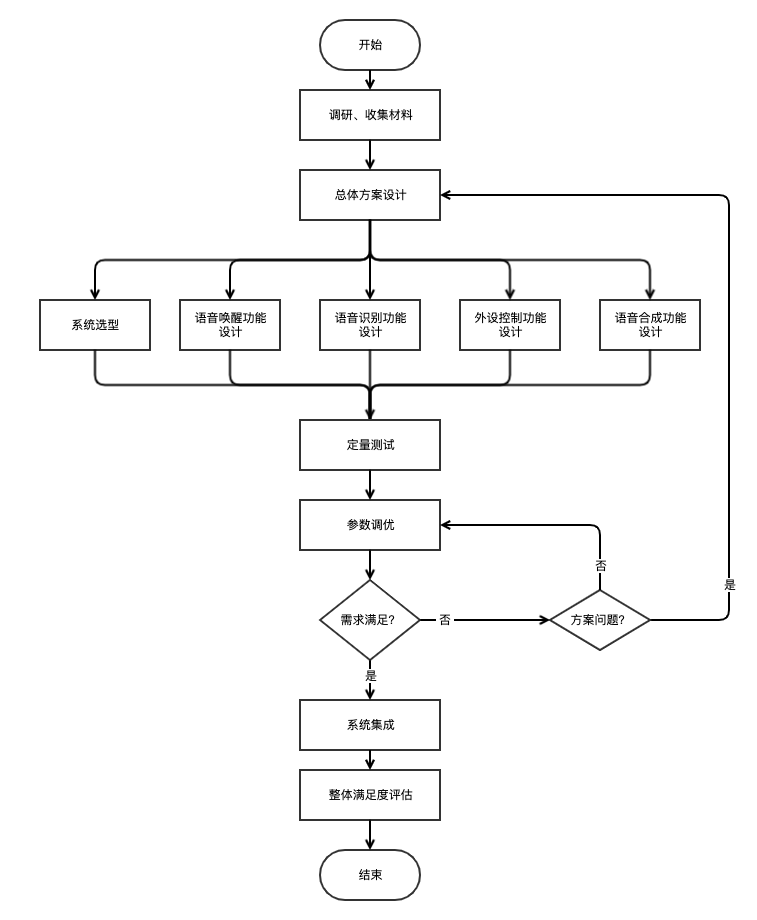 开始
调研、收集材料
总体方案设计
系统选型
语音唤醒功能
设计
语音识别功能
设计
外设控制功能
设计
语音合成功能
设计
定量测试
参数调优
否
是
需求满足?
否
方案问题?
是
系统集成
整体满足度评估
结束